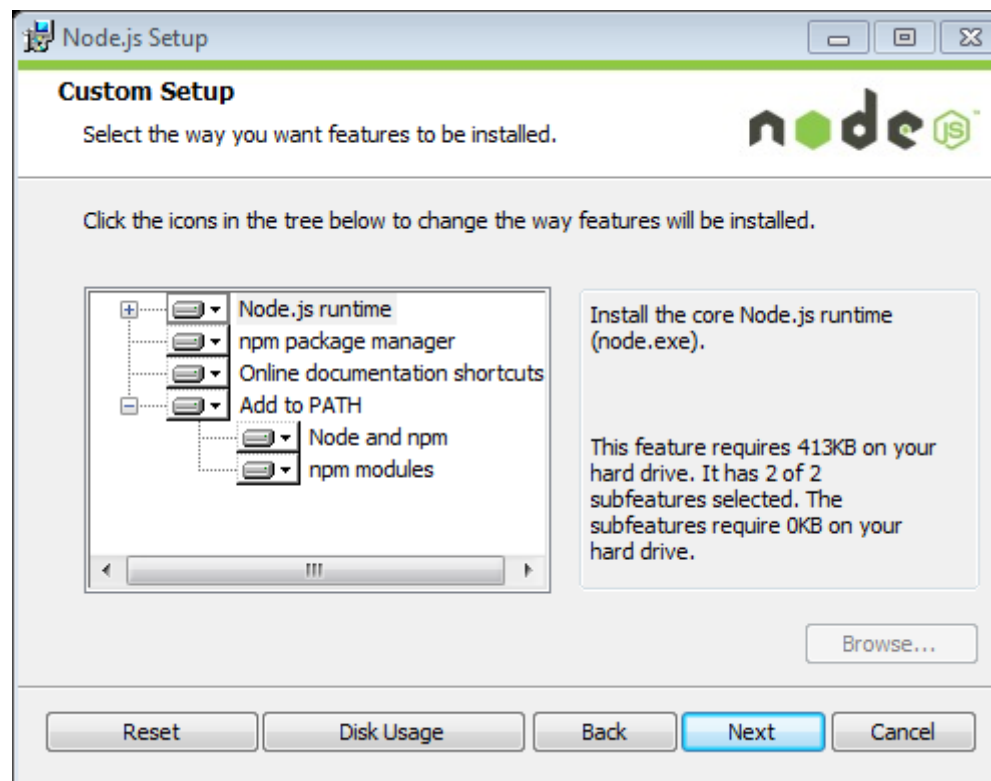 Node.js Setup
Custom Setup
Select the way you want features to be installed.
node JS
Click the icons in the tree below to change the way features will be installed.
Node.js runtime
npm package manager
Online documentation shortcuts
Add to PATH
Node and npm
npm modules
Install the core Node.js runtime
(node.exe).
This feature requires 413KB on your
hard drive. It has 2 of 2
subfeatures selected. The
subfeatures require 0KB on your
hard drive.
Browse...
Reset
Disk Usage
Back
Next
Cancel